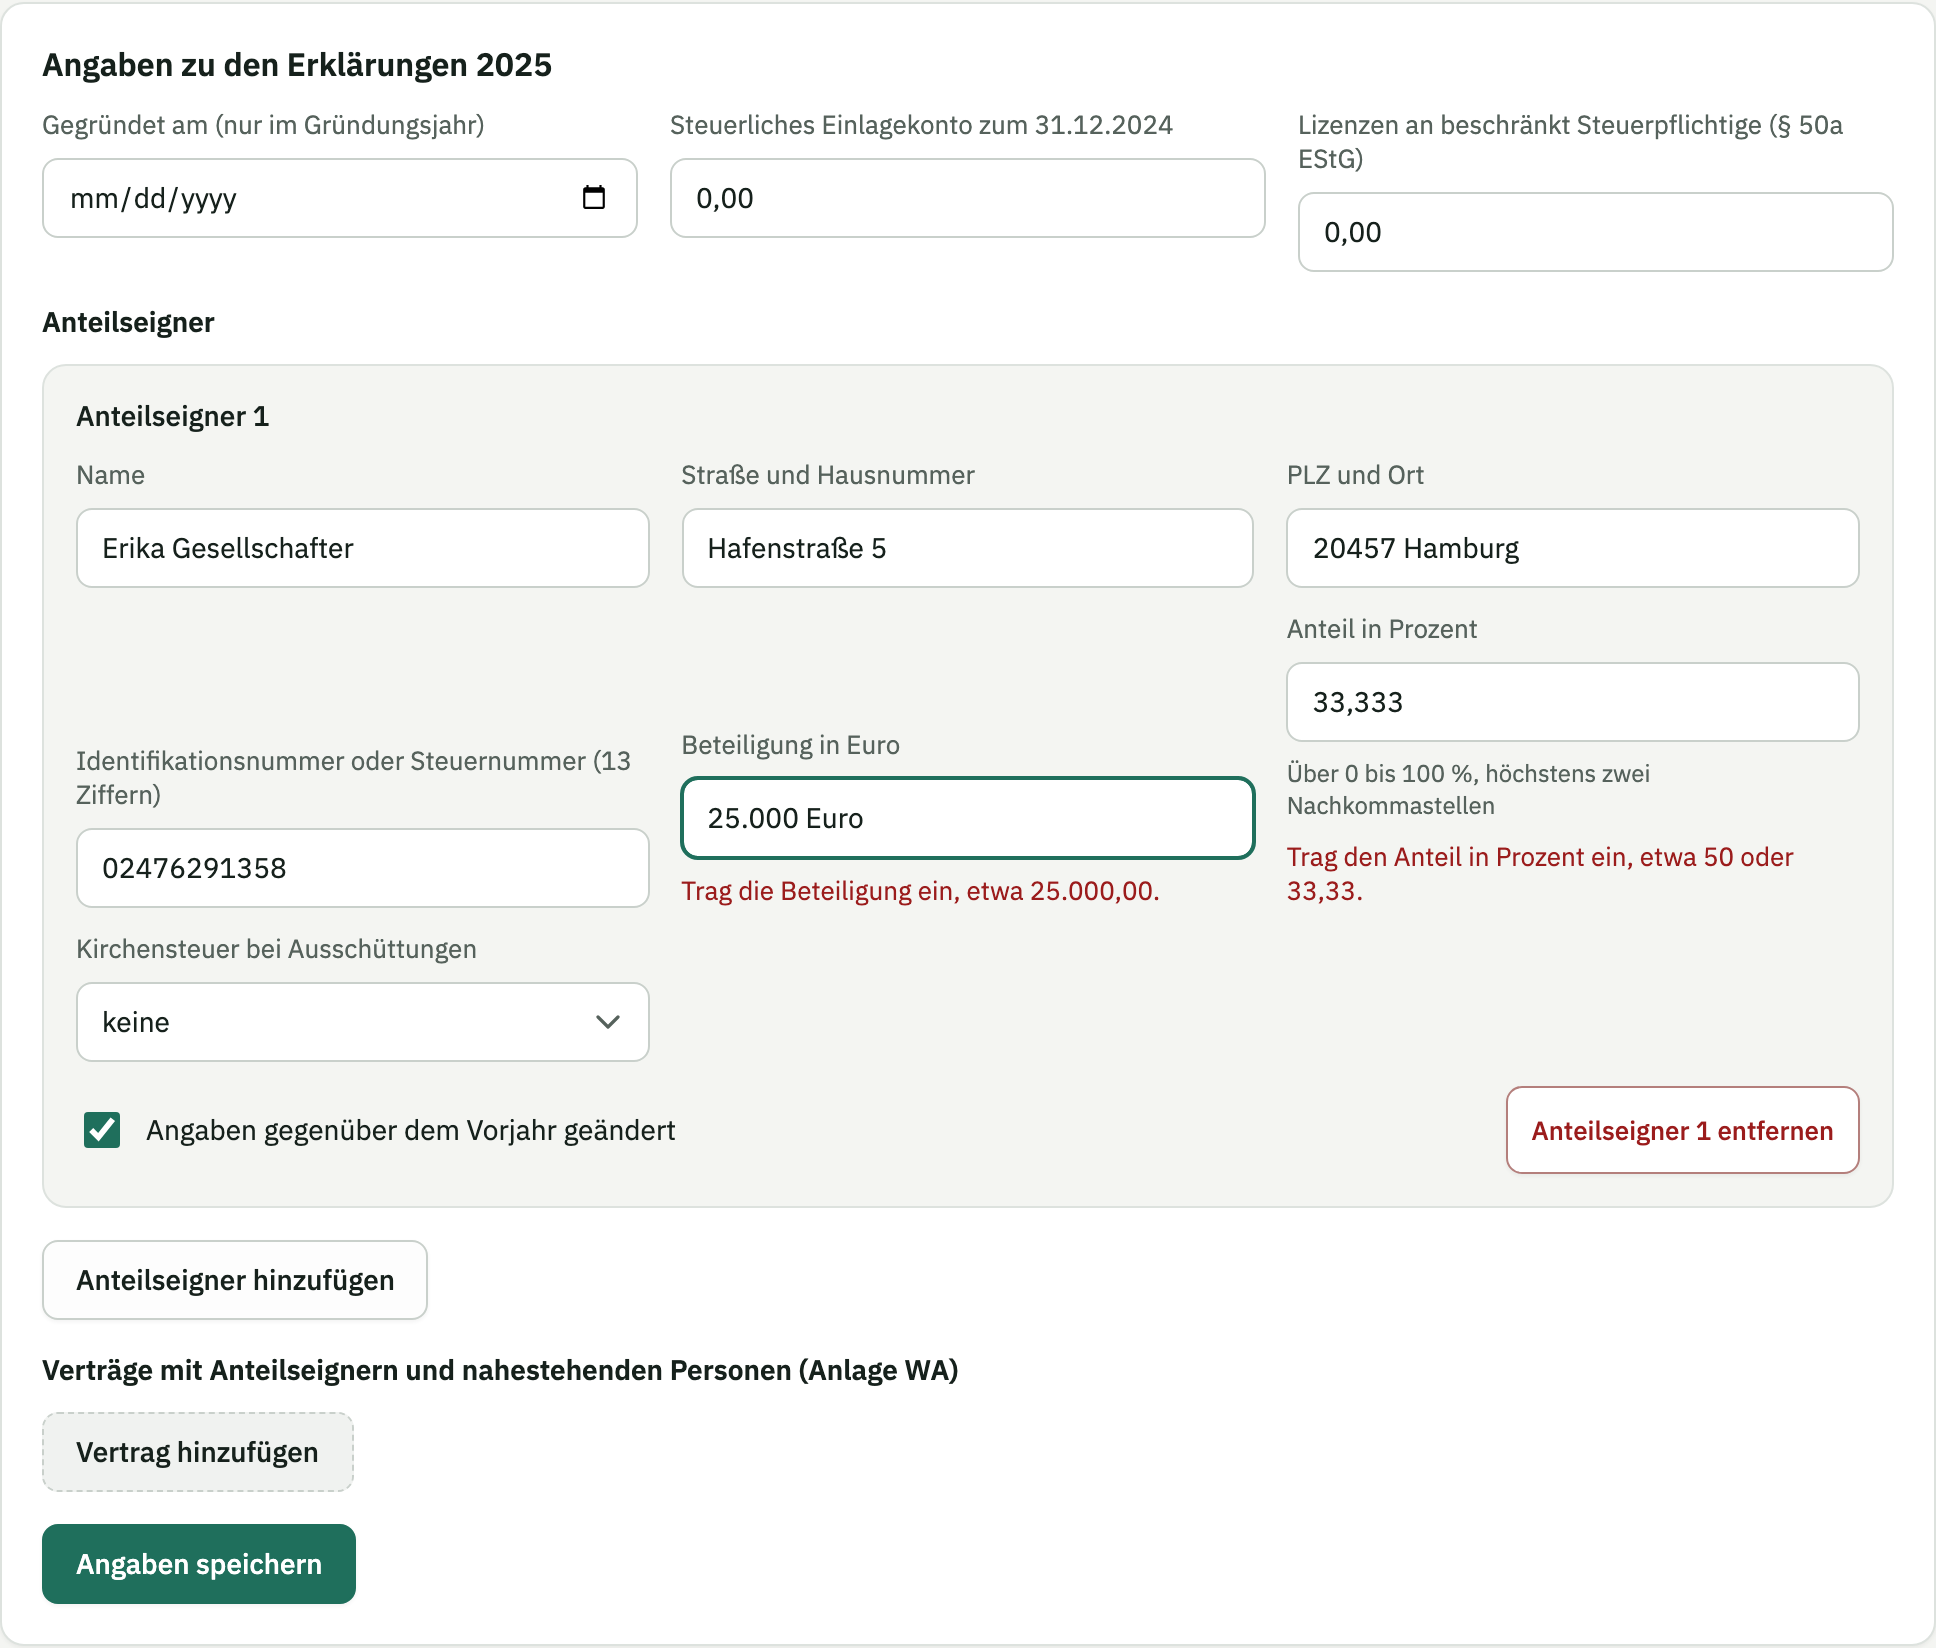 Angaben zu den Erklärungen 2025
Gegründet am (nur im Gründungsjahr)
mm/dd/yyyy
Steuerliches Einlagekonto zum 31.12.2024
0,00
Lizenzen an beschränkt Steuerpflichtige (§ 50a
EStG)
0,00
Anteilseigner
Anteilseigner 1
Name
Erika Gesellschafter
Straße und Hausnummer
Hafenstraße 5
PLZ und Ort
20457 Hamburg
Identifikationsnummer oder Steuernummer (13
Ziffern)
02476291358
Beteiligung in Euro
25.000 Euro
Trag die Beteiligung ein, etwa 25.000,00.
Anteil in Prozent
33,333
Über 0 bis 100 %, höchstens zwei
Nachkommastellen
Trag den Anteil in Prozent ein, etwa 50 oder
33,33.
Kirchensteuer bei Ausschüttungen
keine
Angaben gegenüber dem Vorjahr geändert
Anteilseigner 1 entfernen
Anteilseigner hinzufügen
Verträge mit Anteilseignern und nahestehenden Personen (Anlage WA)
Vertrag hinzufügen
Angaben speichern